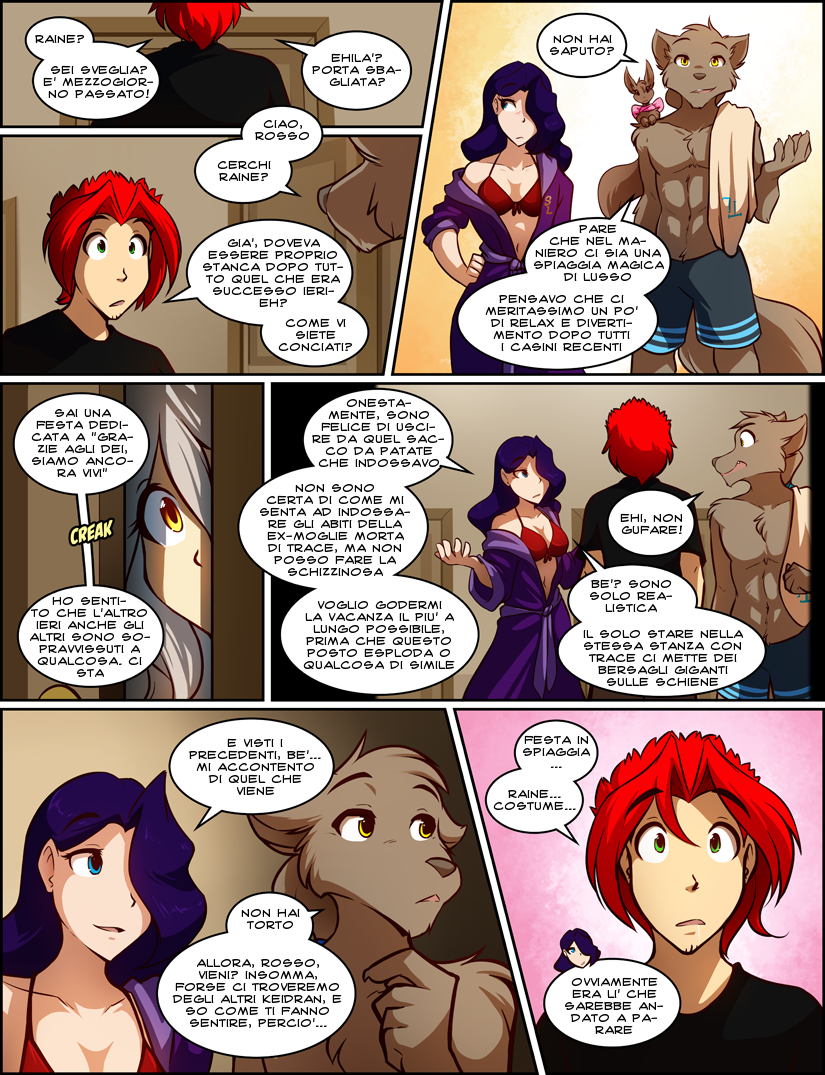 RAINE?
SEI SVEGLIA?
E' MEZZOGIOR-
NO PASSATO!
EHILA'?
PORTA SBA-
GLIATA?
CIAO,
ROSSO
CERCHI
RAINE?
GIA', DOVEVA
ESSERE PROPRIO
STANCA DOPO TUT-
TO QUEL CHE ERA
SUCCESSO IERI-
EH?
COME VI
SIETE
CONCIATI?
NON HAI
SAPUTO?
PARE
CHE NEL MA-
NIERO CI SIA UNA
SPIAGGIA MAGICA
DI LUSSO
PENSAVO CHE CI
MERITASSIMO UN PO'
DI RELAX E DIVERTI-
MENTO DOPO TUTTI
I CASINI RECENTI
SAI UNA
FESTA DEDI-
CATA A "GRA-
ZIE AGLI DEI,
SIAMO ANCO-
RA VIVI"
CREAK
HO SENTI-
TO CHE L'ALTRO
IERI ANCHE GLI
ALTRI SONO SO-
PRAVVISSUTI A
QUALCOSA. CI
STA
ONESTA-
MENTE, SONO
FELICE DI USCI-
RE DA QUEL SAC-
CO DA PATATE
CHE INDOSSAVO
NON SONO
CERTA DI COME MI
SENTA AD INDOSSA-
RE GLI ABITI DELLA
EX-MOGLIE MORTA
DI TRACE, MA NON
POSSO FARE LA
SCHIZZINOSA
VOGLIO GODERMI
LA VACANZA IL PIU' A
LUNGO POSSIBILE,
PRIMA CHE QUESTO
POSTO ESPLODA O
QUALCOSA DI SIMILE
EHI, NON
GUFARE!
BE'? SONO
SOLO REA-
LISTICA
IL SOLO STARE NELLA
STESSA STANZA CON
TRACE CI METTE DEI
BERSAGLI GIGANTI
SULLE SCHIENE
E VISTI I
PRECEDENTI, BE'...
MI ACCONTENTO
DI QUEL CHE
VIENE
NON HAI
TORTO
ALLORA, ROSSO,
VIENI? INSOMMA,
FORSE CI TROVEREMO
DEGLI ALTRI KEIDRAN, E
SO COME TI FANNO
SENTIRE, PERCIO'...
FESTA IN
SPIAGGIA
...
RAINE...
COSTUME...
OVVIAMENTE
ERA LI' CHE
SAREBBE AN-
DATO A PA-
RARE